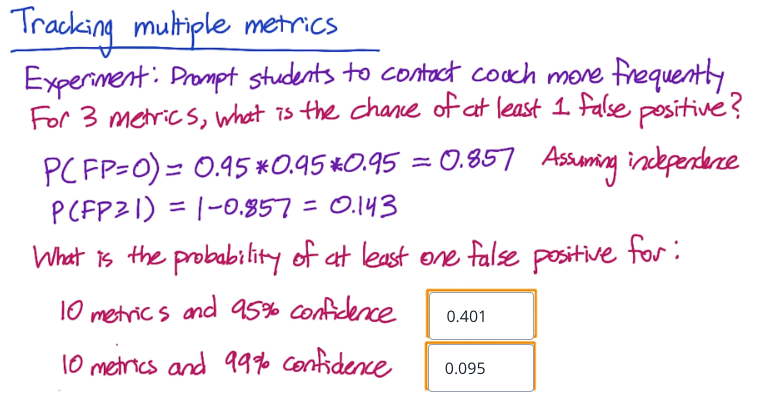 Tracking multiple metrics
Experiment: Prompt students to contact coach more frequently
For 3 metrics, what is the chance of at least 1 false positive?
P(FP=0) = 0.95 * 0.95 * 0.95 = 0.857 Assuming independence
P(FP≥1) = 1-0.857 = 0.143
What is the probability of at least one false positive for:
10 metrics and 95% confidence 0.401
10 metrics and 99% confidence 0.095